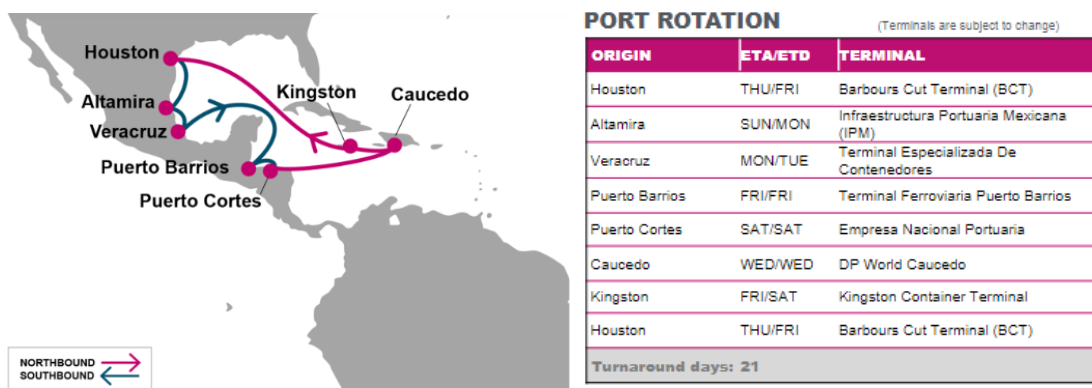 Houston
Altamira
Veracruz
Kingston
Caucedo
Puerto Barrios
Puerto Cortes
NORTHBOUND
SOUTHBOUND
PORT ROTATION
(Terminals are subject to change)
ORIGIN ETA/ETD TERMINAL
Houston THU/FRI Barbours Cut Terminal (BCT)
Altamira SUN/MON Infraestructura Portuaria Mexicana
(IPM)
Veracruz MON/TUE Terminal Especializada De
Contenedores
Puerto Barrios FRI/FRI Terminal Ferroviaria Puerto Barrios
Puerto Cortes SAT/SAT Empresa Nacional Portuaria
Caucedo WED/WED DP World Caucedo
Kingston FRI/SAT Kingston Container Terminal
Houston THU/FRI Barbours Cut Terminal (BCT)
Turnaround days: 21